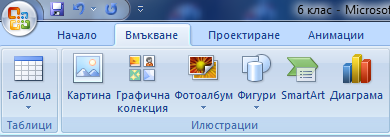 6 клас - Microsof
Начало Вмъкване Проектиране Анимации
Таблица Картина Графична колекция Фотоалбум Фигури SmartArt Диаграма
Таблици Илюстрации